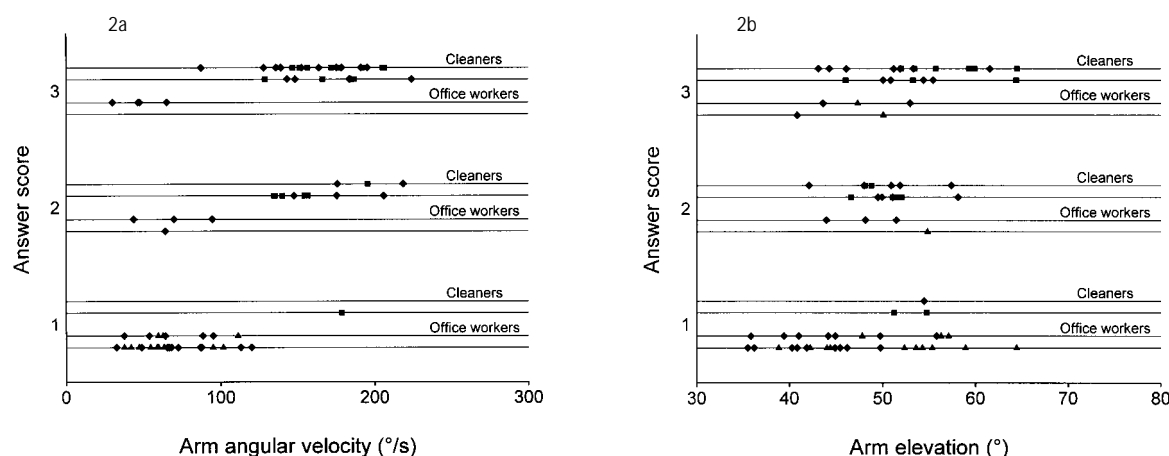 2a
Cleaners
3
Office workers
Cleaners
2
Office workers
Cleaners
1
Office workers
Answer score
0 100 200 300
Arm angular velocity (°/s)
2b
Cleaners
3
Office workers
Cleaners
2
Office workers
Cleaners
1
Office workers
Answer score
30 40 50 60 70 80
Arm elevation (°)